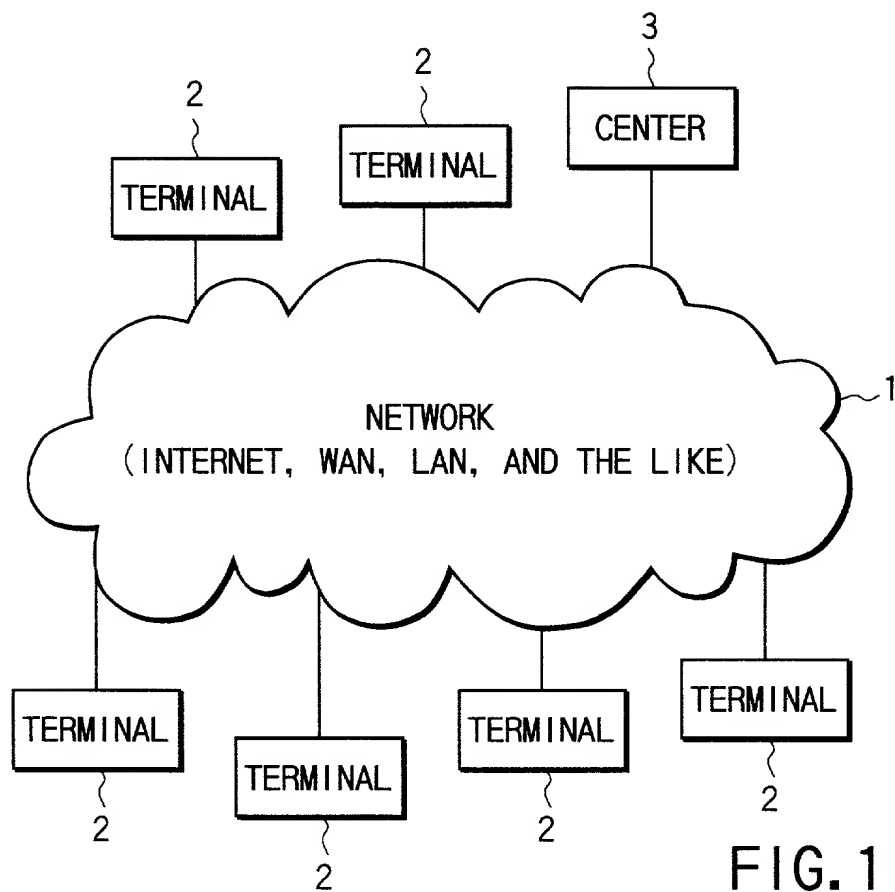 3
2
2
CENTER
TERMINAL
TERMINAL
1
NETWORK
(INTERNET, WAN, LAN, AND THE LIKE)
TERMINAL
TERMINAL
TERMINAL
TERMINAL
2
2
2
2
FIG. 1